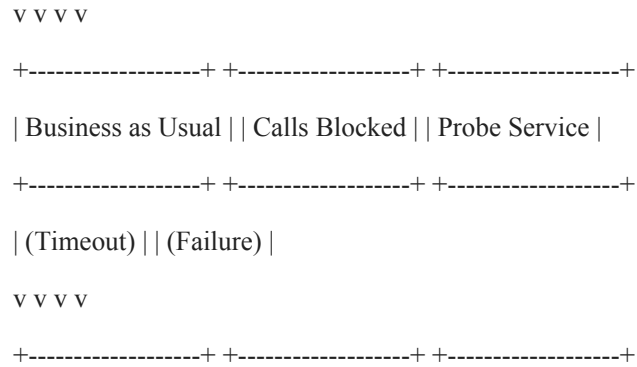 v v v v
+-------------------+ +-------------------+ +-------------------+
| Business as Usual | | Calls Blocked | | Probe Service |
+-------------------+ +-------------------+ +-------------------+
| (Timeout) | | (Failure) |
v v v v
+-------------------+ +-------------------+ +-------------------+